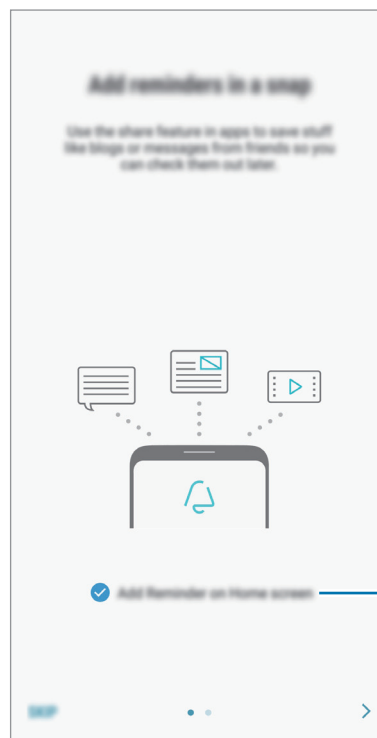 Add reminders in a snap
Use the share feature in apps to save stuff
like blogs or messages from friends so you
can check them out later.
Add Reminder on Home screen
SKIP